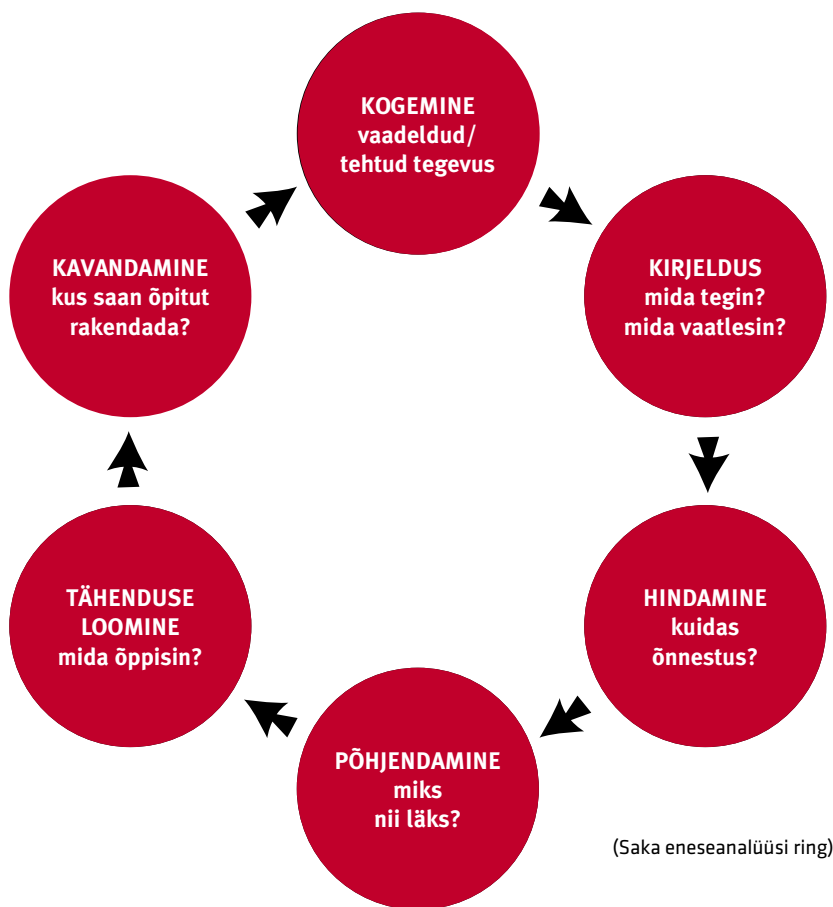 KOGEMINE
vaadeldud/
tehtud tegevus
KIRJELDUS
mida tegin?
mida vaatlesin?
HINDAMINE
kuidas
õnnestus?
PÕHJENDAMINE
miks
nii läks?
TÄHENDUSE
LOOMINE
mida õppisin?
KAVANDAMINE
kus saan õpitut
rakendada?
(Saka eneseanalüüsi ring)